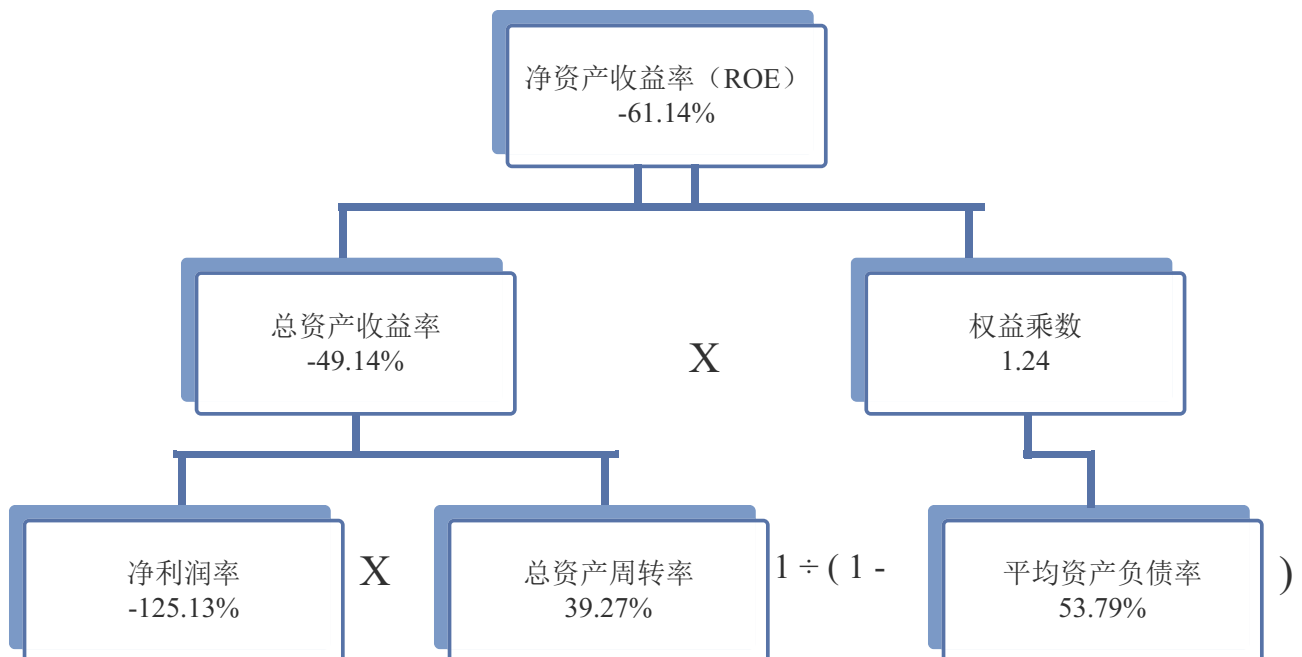 净资产收益率（ROE）
-61.14%
总资产收益率
-49.14%
X
权益乘数
1.24
净利润率
-125.13%
X
总资产周转率
39.27%
1 ÷ ( 1 -
平均资产负债率
53.79%
)